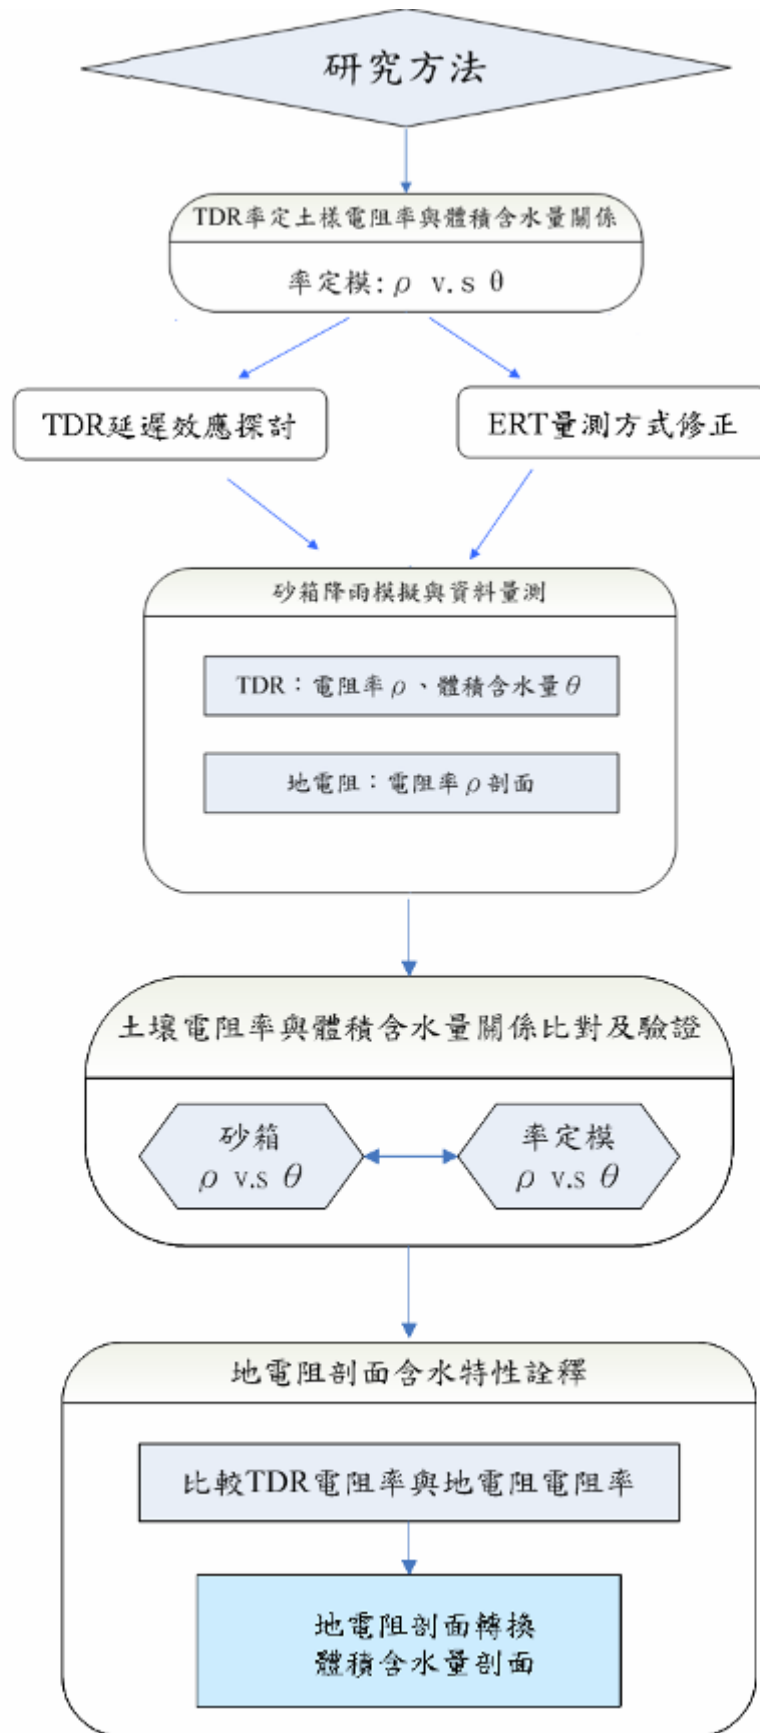 研究方法
TDR率定土樣電阻率與體積含水量關係
率定模:ρ v.s θ
TDR延遲效應探討
ERT量測方式修正
砂箱降雨模擬與資料量測
TDR：電阻率ρ、體積含水量θ
地電阻：電阻率ρ剖面
土壤電阻率與體積含水量關係比對及驗證
砂箱
ρ v.s θ
率定模
ρ v.s θ
地電阻剖面含水特性詮釋
比較TDR電阻率與地電阻電阻率
地電阻剖面轉換
體積含水量剖面